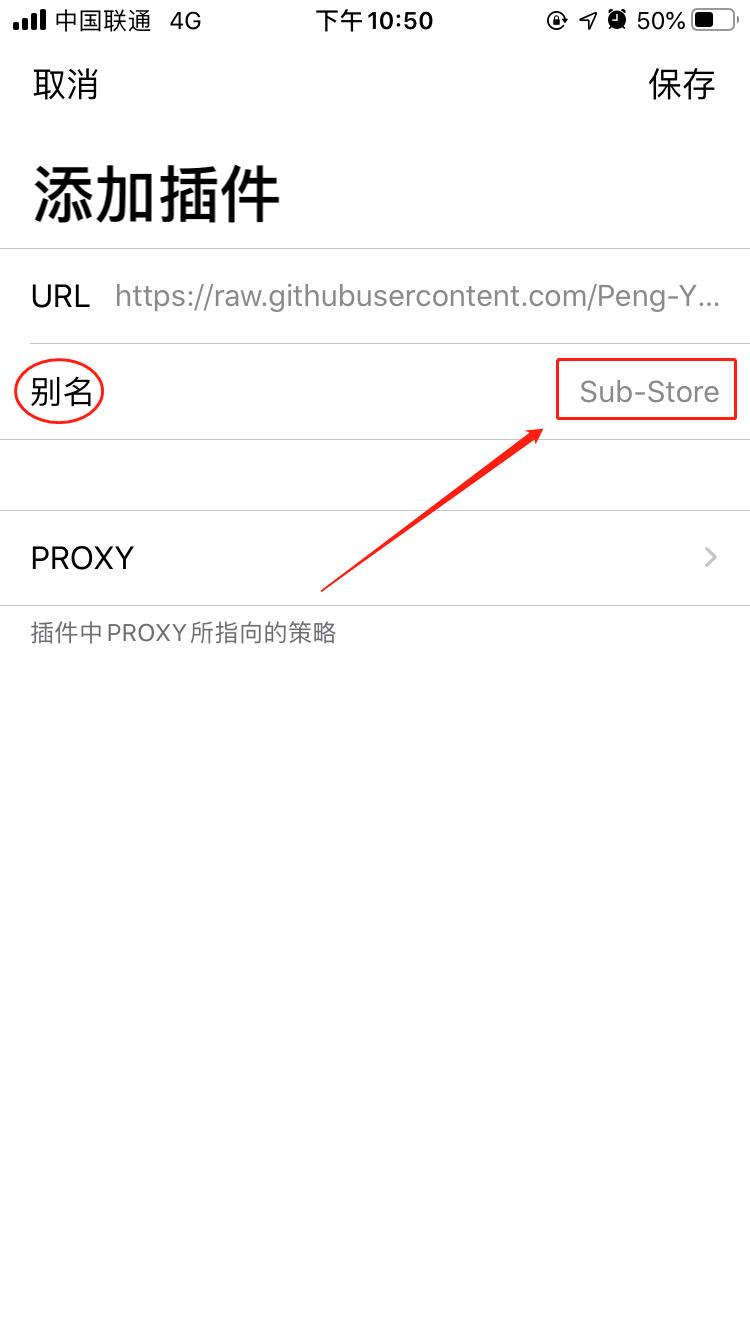 中国联通 4G 下午10:50 50%
取消 保存
添加插件
URL https://raw.githubusercontent.com/Peng-Y...
别名 Sub-Store
PROXY
插件中PROXY所指向的策略